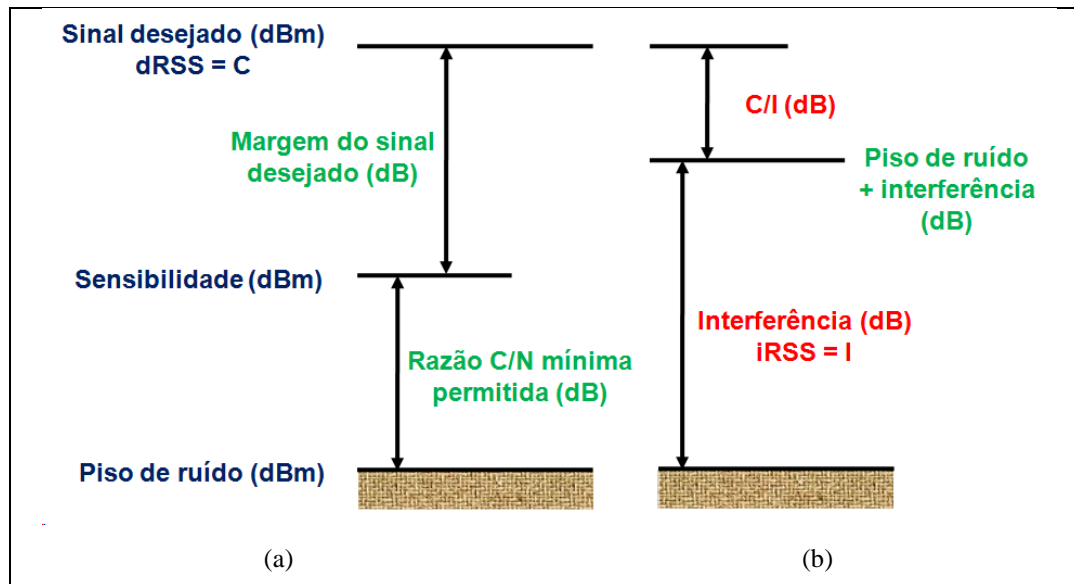 Sinal desejado (dBm)
dRSS = C
Margem do sinal
desejado (dB)
Sensibilidade (dBm)
Razão C/N mínima
permitida (dB)
Piso de ruído (dBm)
(a)
C/I (dB)
Piso de ruído
+ interferência
(dB)
Interferência (dB)
iRSS = I
(b)